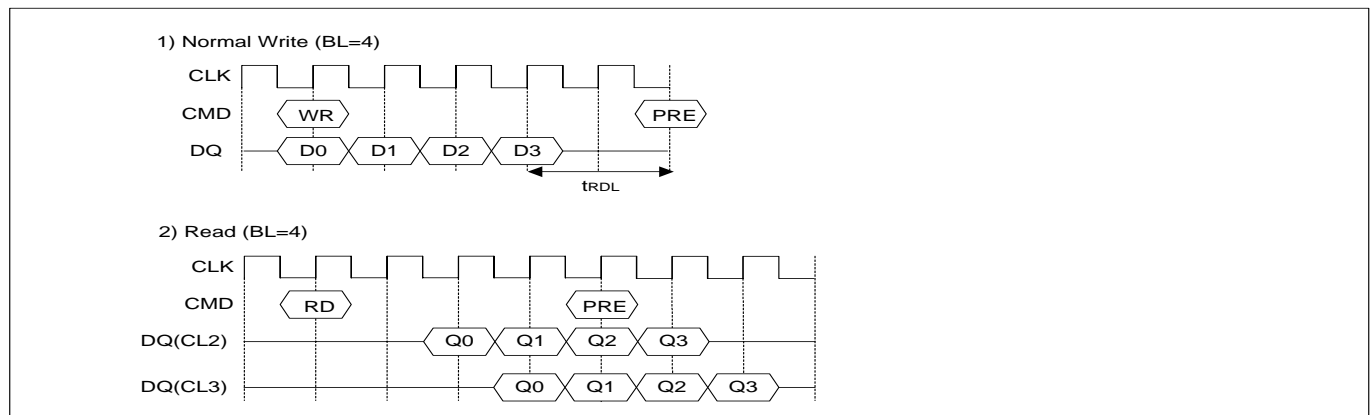 1) Normal Write (BL=4)
CLK
CMD WR PRE
DQ D0 D1 D2 D3
tRDL
2) Read (BL=4)
CLK
CMD RD PRE
DQ(CL2) Q0 Q1 Q2 Q3
DQ(CL3) Q0 Q1 Q2 Q3